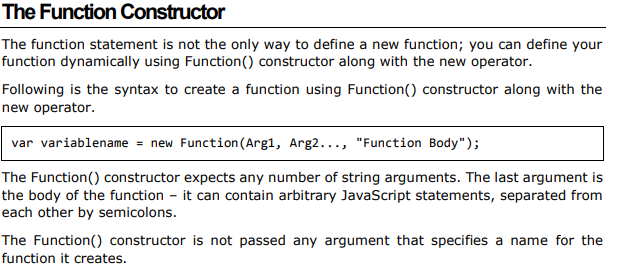 The Function Constructor
The function statement is not the only way to define a new function; you can define your
function dynamically using Function() constructor along with the new operator.
Following is the syntax to create a function using Function() constructor along with the
new operator.
var variablename = new Function(Arg1, Arg2..., "Function Body");
The Function() constructor expects any number of string arguments. The last argument is
the body of the function – it can contain arbitrary JavaScript statements, separated from
each other by semicolons.
The Function() constructor is not passed any argument that specifies a name for the
function it creates.